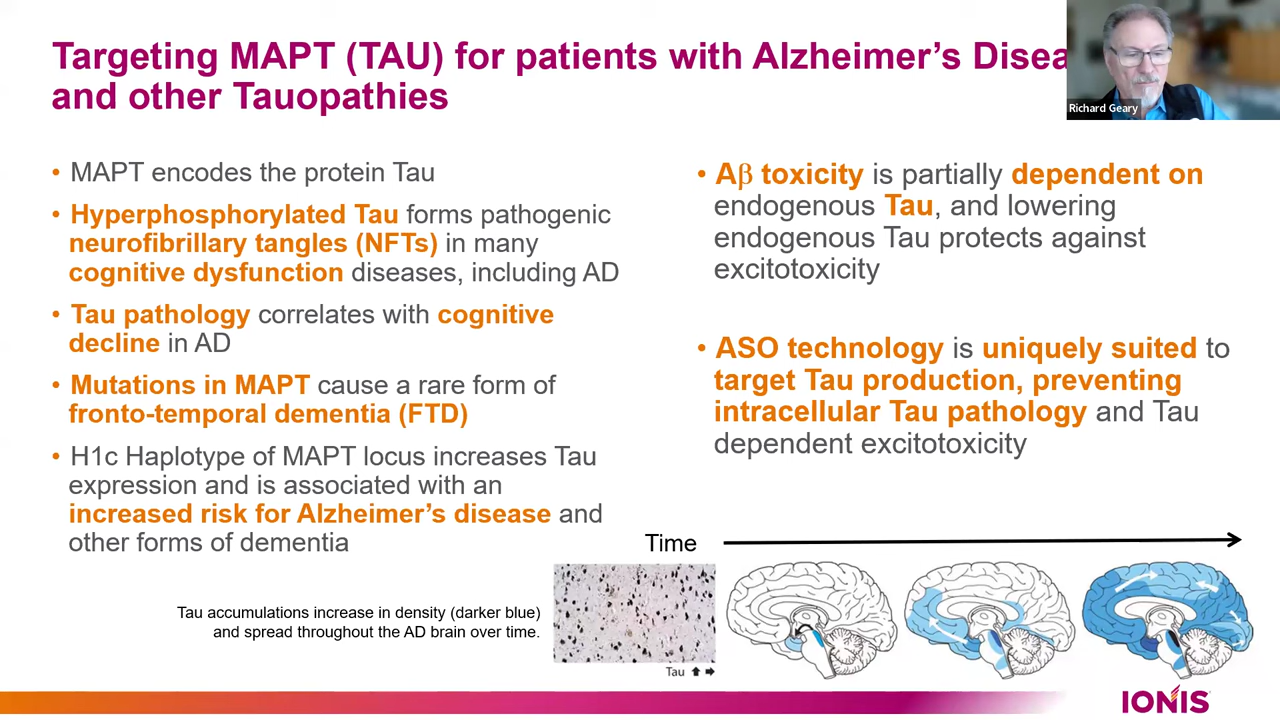 Targeting MAPT (TAU) for patients with Alzheimer's Disea
and other Tauopathies
Richard Geary
• MAPT encodes the protein Tau
• Hyperphosphorylated Tau forms pathogenic
neurofibrillary tangles (NFTs) in many
cognitive dysfunction diseases, including AD
• Tau pathology correlates with cognitive
decline in AD
• Mutations in MAPT cause a rare form of
fronto-temporal dementia (FTD)
• H1c Haplotype of MAPT locus increases Tau
expression and is associated with an
increased risk for Alzheimer's disease and
other forms of dementia
• Aβ toxicity is partially dependent on
endogenous Tau, and lowering
endogenous Tau protects against
excitotoxicity
• ASO technology is uniquely suited to
target Tau production, preventing
intracellular Tau pathology and Tau
dependent excitotoxicity
Time
Tau accumulations increase in density (darker blue)
and spread throughout the AD brain over time.
Tau
IONIS